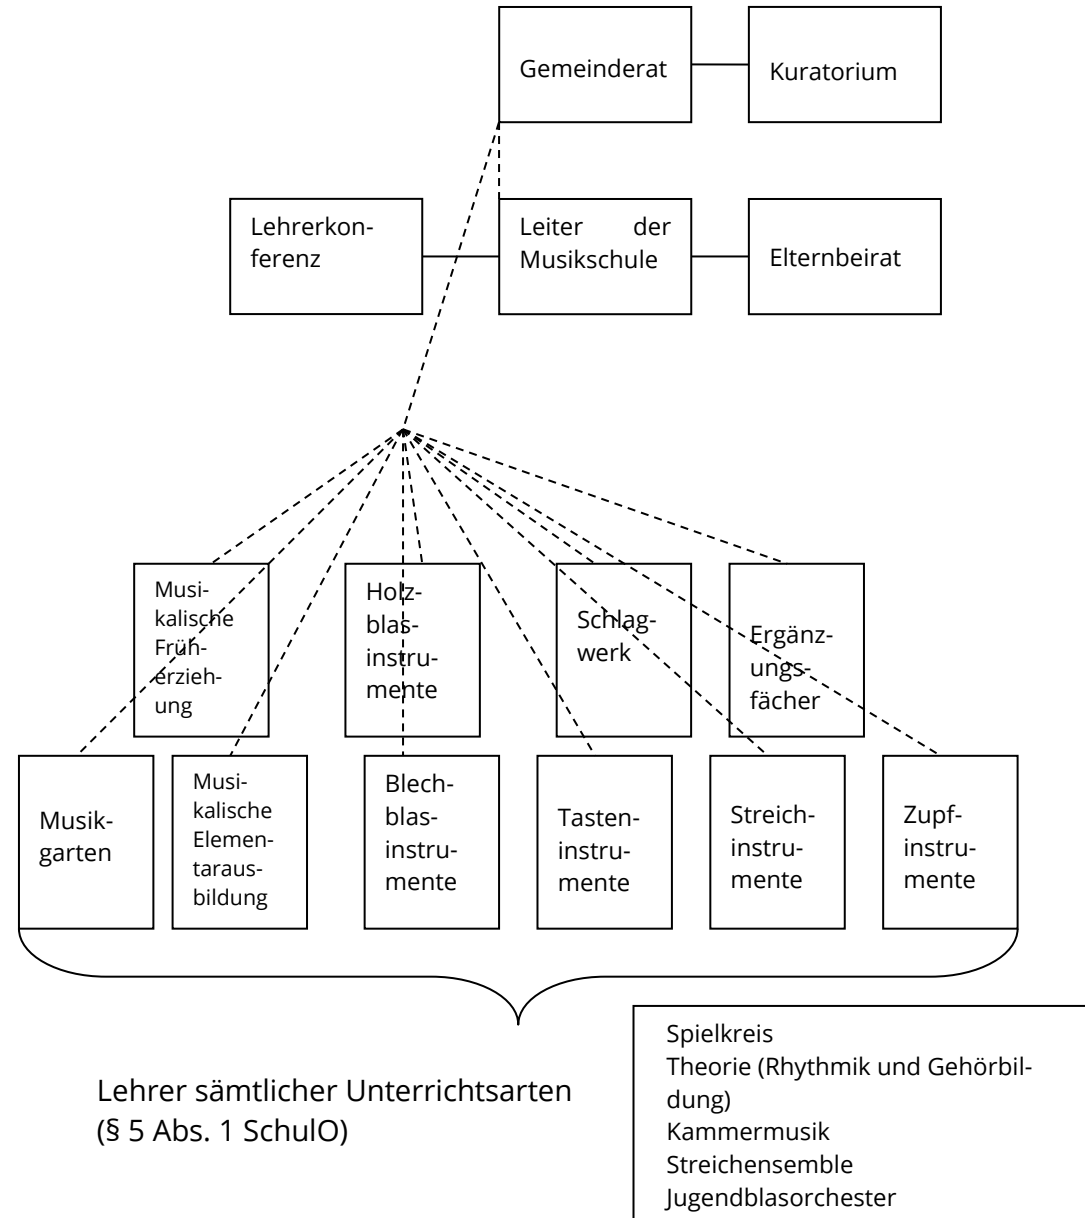 Gemeinderat
Kuratorium
Lehrerkon-
ferenz
Leiter der
Musikschule
Elternbeirat
Musi-
kalische
Früh-
erzieh-
ung
Holz-
blas-
instru-
mente
Schlag-
werk
Ergänz-
ungs-
fächer
Musik-
garten
Musi-
kalische
Elemen-
taraus-
bildung
Blech-
blas-
instru-
mente
Tasten-
instru-
mente
Streich-
instru-
mente
Zupf-
instru-
mente
Lehrer sämtlicher Unterrichtsarten
(§ 5 Abs. 1 SchulO)
Spielkreis
Theorie (Rhythmik und Gehörbil-
dung)
Kammermusik
Streichensemble
Jugendblasorchester